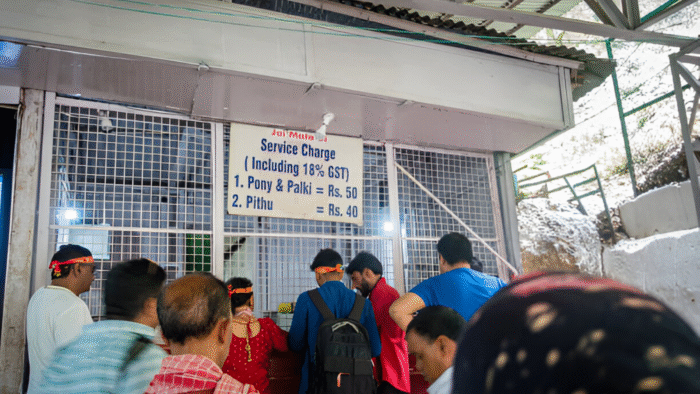 Jai Mata Di
Service Charge
( Including 18% GST)
1. Pony & Palki = Rs. 50
2. Pithu = Rs. 40